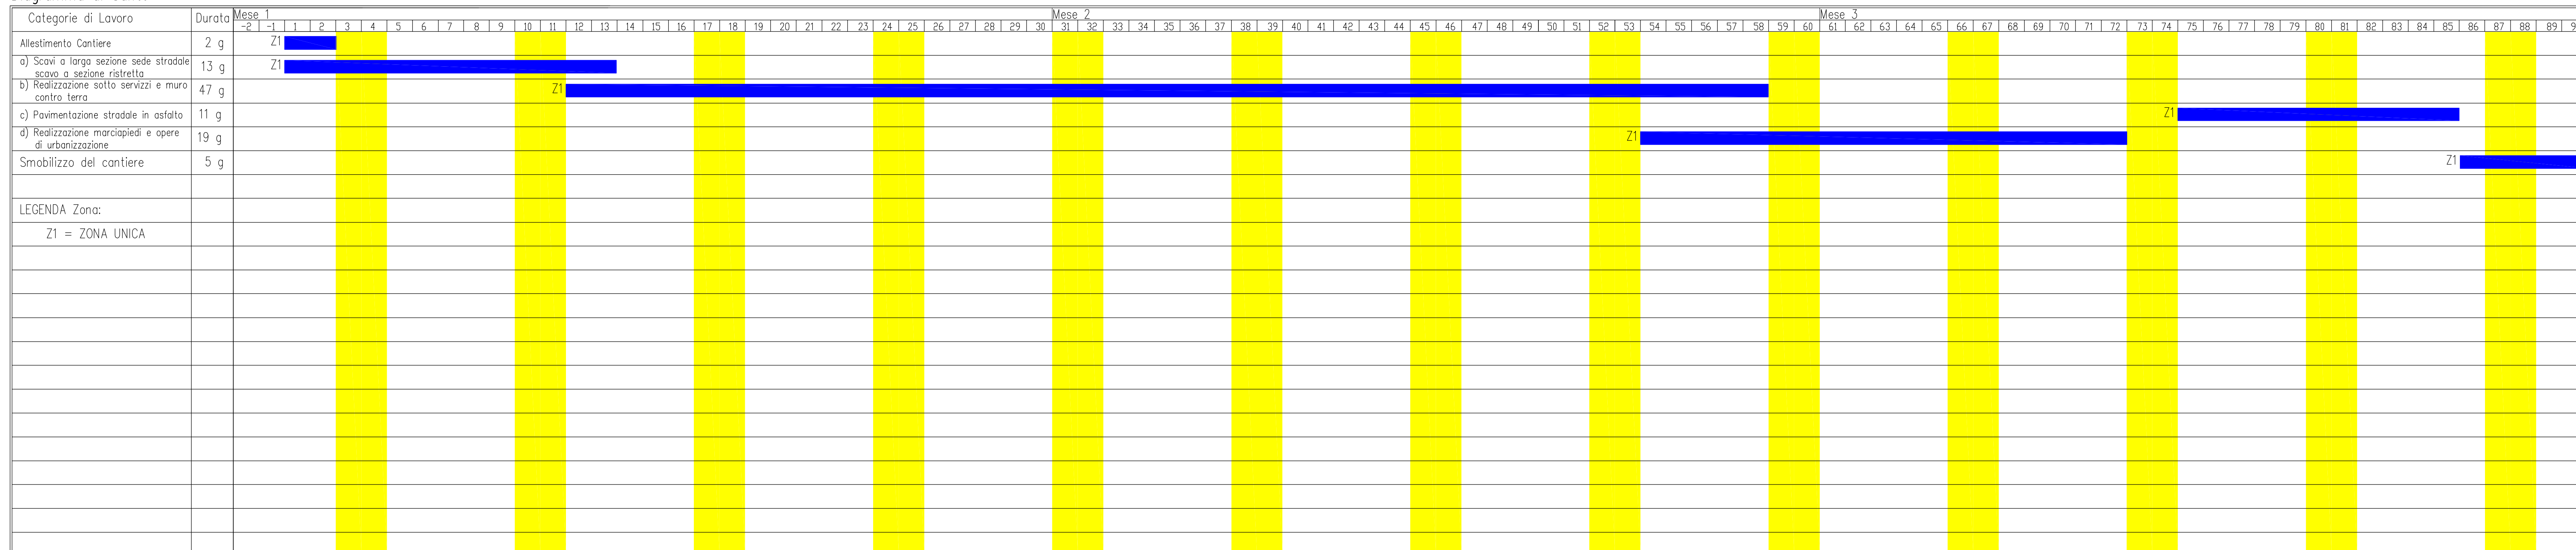 Categorie di Lavoro Durata Mese 1 Mese 2 Mese 3
-2 -1 1 2 3 4 5 6 7 8 9 10 11 12 13 14 15 16 17 18 19 20 21 22 23 24 25 26 27 28 29 30 31 32 33 34 35 36 37 38 39 40 41 42 43 44 45 46 47 48 49 50 51 52 53 54 55 56 57 58 59 60 61 62 63 64 65 66 67 68 69 70 71 72 73 74 75 76 77 78 79 80 81 82 83 84 85 86 87 88 89
Allestimento Cantiere 2 g Z1
a) Scavi a larga sezione sede stradale
scavo a sezione ristretta 13 g Z1
b) Realizzazione sotto servizzi e muro
contro terra 47 g Z1
c) Pavimentazione stradale in asfalto 11 g Z1
d) Realizzazione marciapiedi e opere
di urbanizzazione 19 g Z1
Smobilizzo del cantiere 5 g Z1
LEGENDA Zona:
Z1 = ZONA UNICA